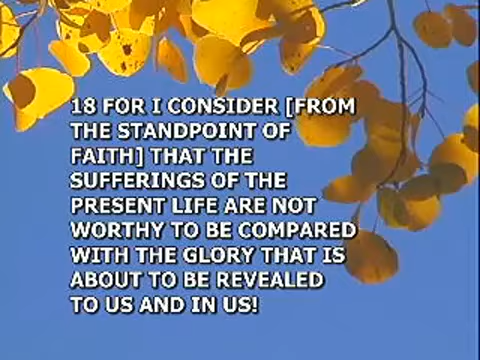 18 FOR I CONSIDER [FROM
THE STANDPOINT OF
FAITH] THAT THE
SUFFERINGS OF THE
PRESENT LIFE ARE NOT
WORTHY TO BE COMPARED
WITH THE GLORY THAT IS
ABOUT TO BE REVEALED
TO US AND IN US!